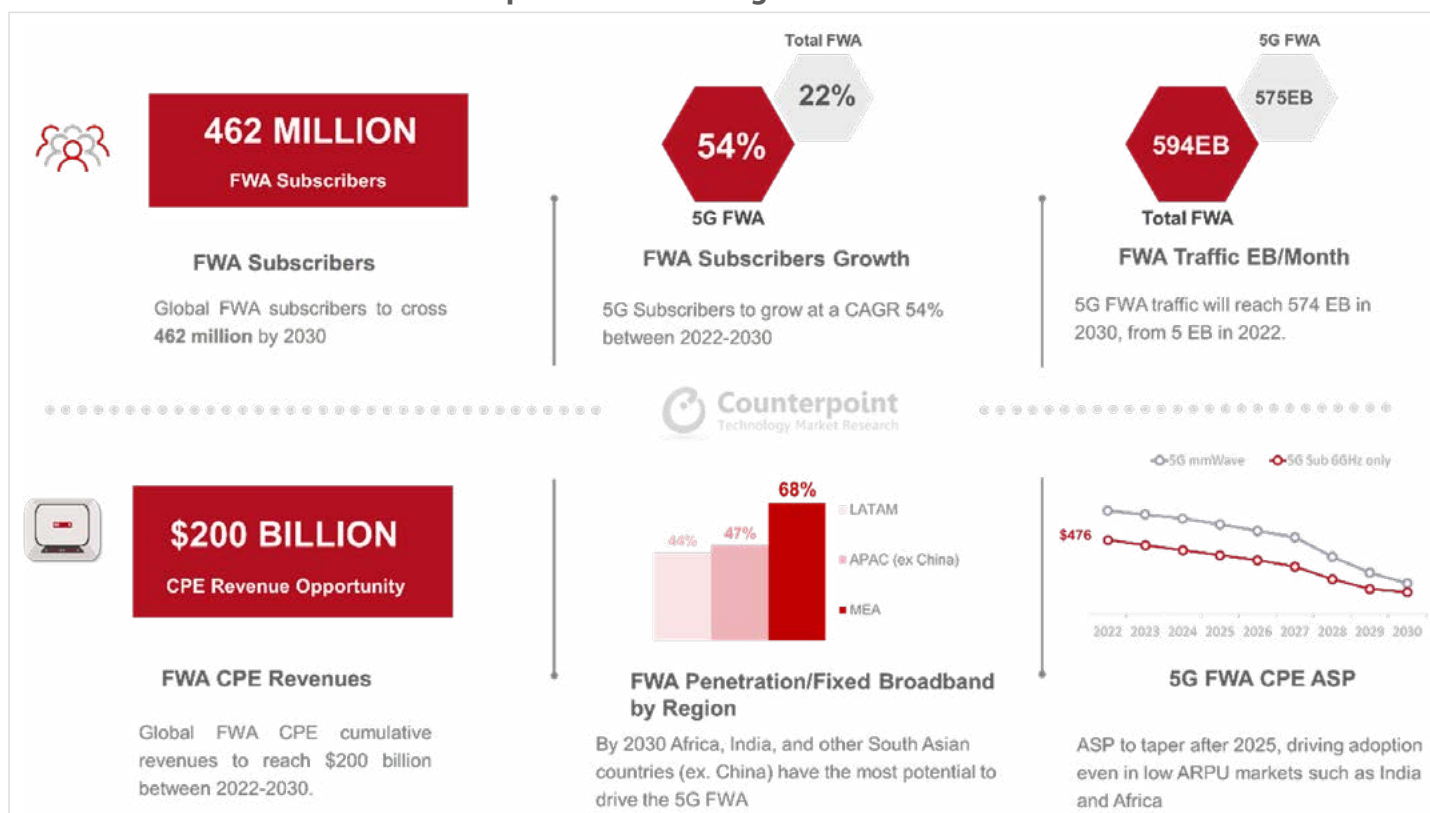 Total FWA
22%
54%
5G FWA
5G FWA
575EB
594EB
Total FWA
462 MILLION
FWA Subscribers
FWA Subscribers
Global FWA subscribers to cross
462 million by 2030
FWA Subscribers Growth
5G Subscribers to grow at a CAGR 54%
between 2022-2030
FWA Traffic EB/Month
5G FWA traffic will reach 574 EB in
2030, from 5 EB in 2022.
Counterpoint
Technology Market Research
$200 BILLION
CPE Revenue Opportunity
FWA CPE Revenues
Global FWA CPE cumulative
revenues to reach $200 billion
between 2022-2030.
44%
47%
68%
LATAM
APAC (ex China)
MEA
FWA Penetration/Fixed Broadband
by Region
By 2030 Africa, India, and other South Asian
countries (ex. China) have the most potential to
drive the 5G FWA
5G mmWave 5G Sub 6GHz only
$476
2022 2023 2024 2025 2026 2027 2028 2029 2030
5G FWA CPE ASP
ASP to taper after 2025, driving adoption
even in low ARPU markets such as India
and Africa